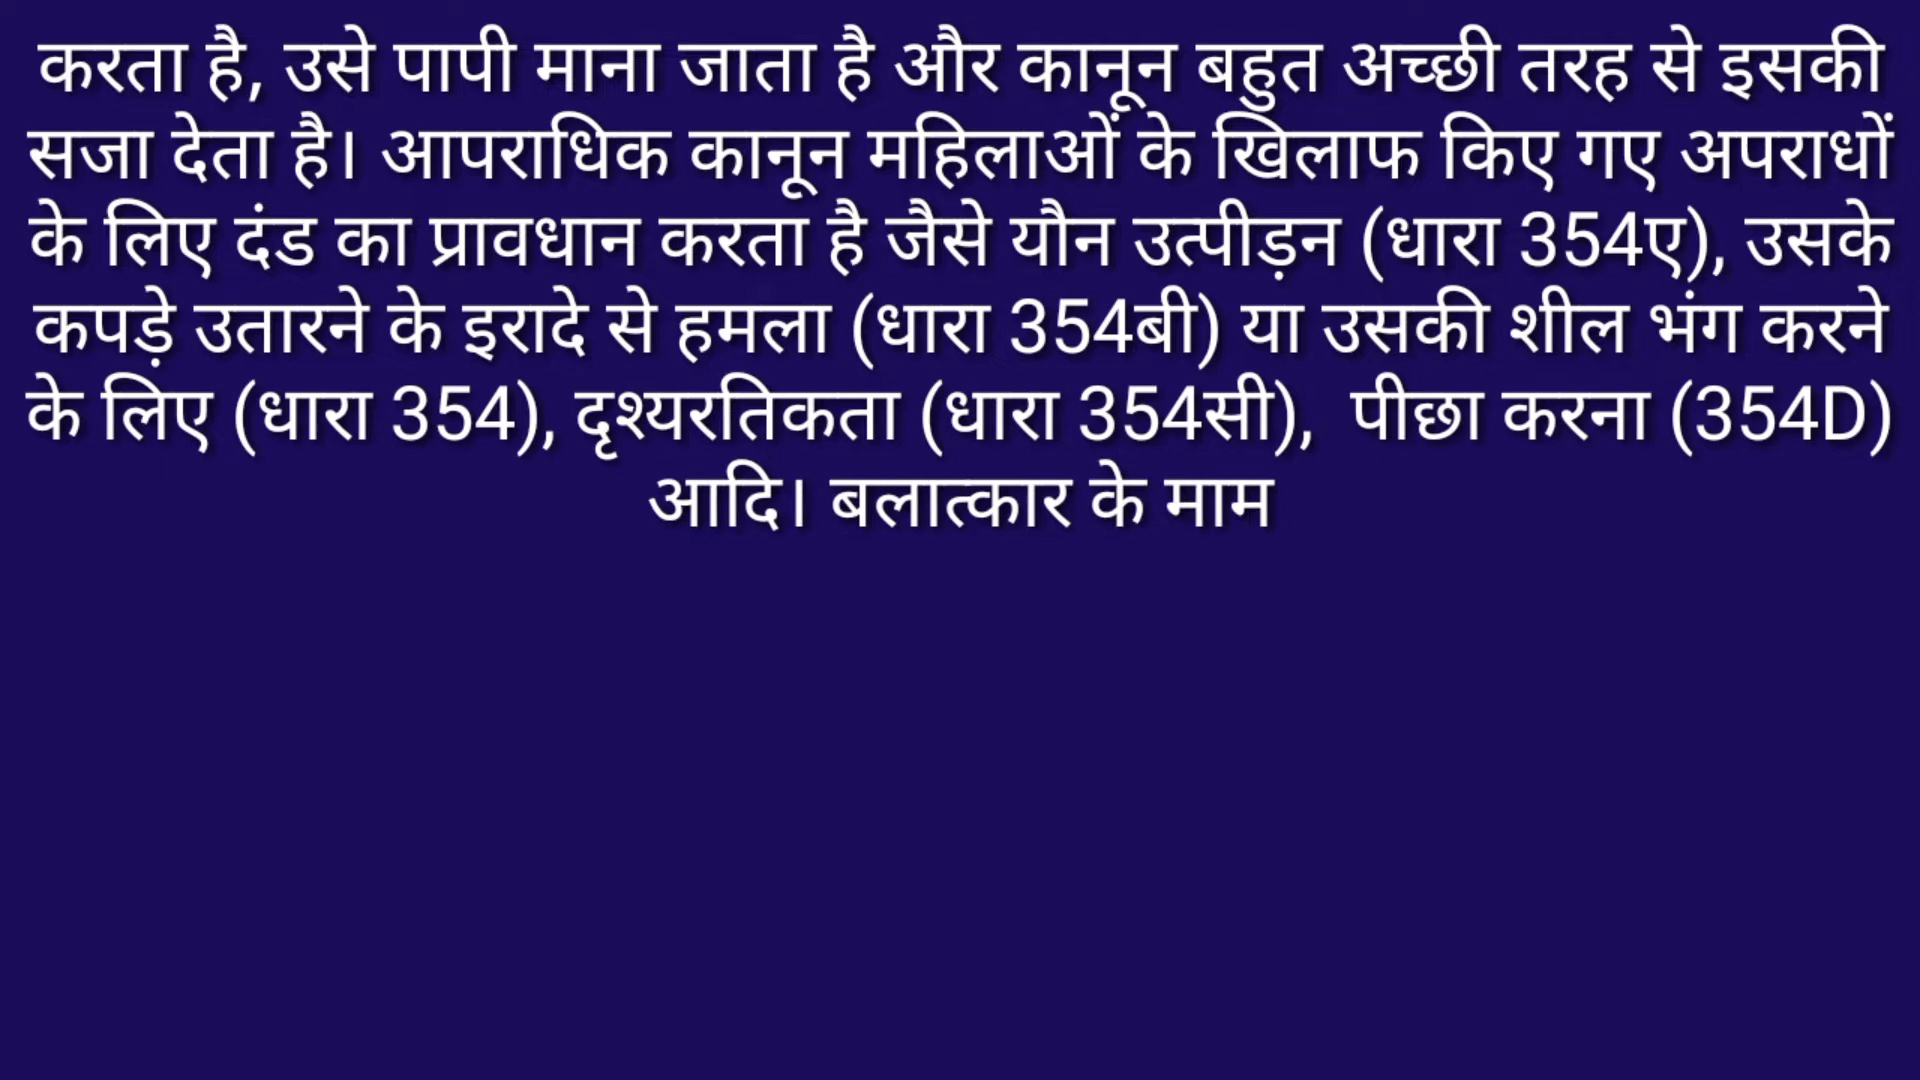 करता है, उसे पापी माना जाता है और कानून बहुत अच्छी तरह से इसकी
सजा देता है। आपराधिक कानून महिलाओं के खिलाफ किए गए अपराधों
के लिए दंड का प्रावधान करता है जैसे यौन उत्पीड़न (धारा 354ए), उसके
कपड़े उतारने के इरादे से हमला (धारा 354बी) या उसकी शील भंग करने
के लिए (धारा 354), दृश्यरतिकता (धारा 354सी),  पीछा करना (354D)
आदि। बलात्कार के माम